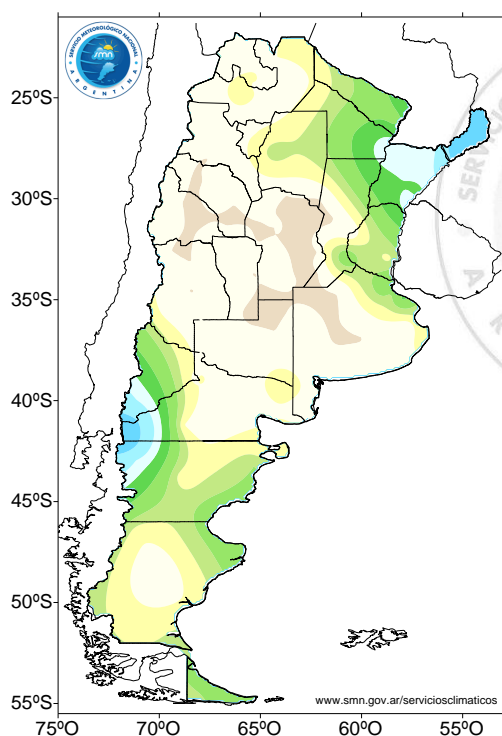 SERVICIO METEOROLÓGICO NACIONAL
smn
ARGENTINA
SERVICI
A
25ºS
30ºS
35ºS
40ºS
45ºS
50ºS
55ºS
www.smn.gov.ar/serviciosclimaticos
75ºO 70ºO 65ºO 60ºO 55ºO